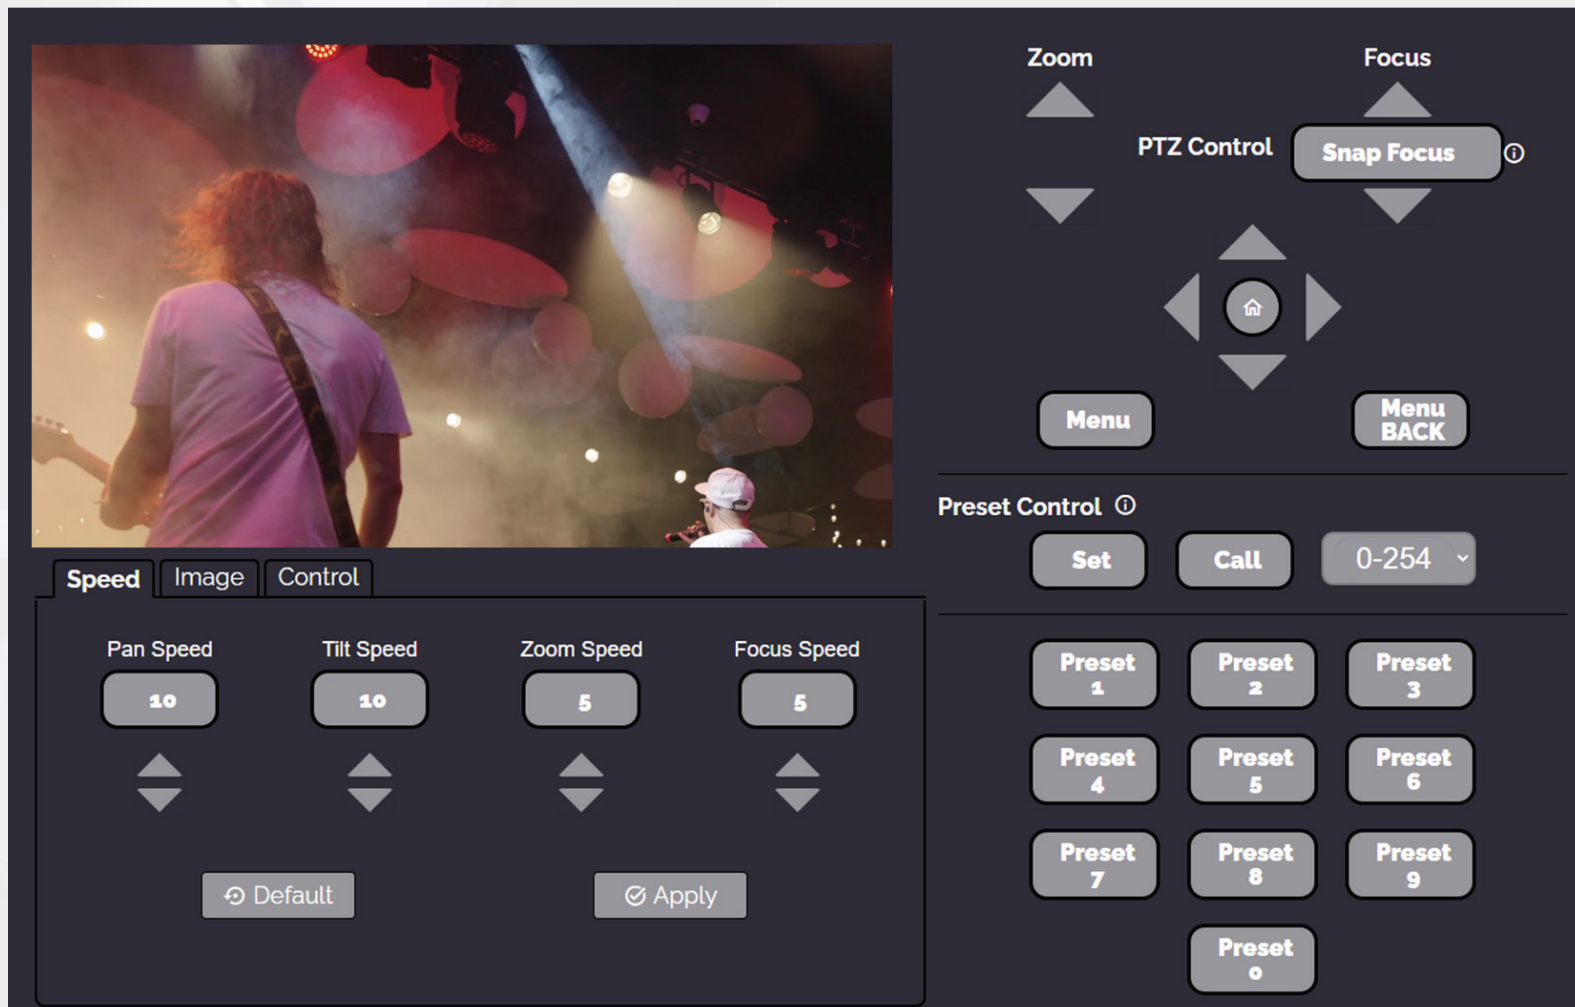 Zoom
Focus
PTZ Control
Snap Focus
Menu
Menu
BACK
Preset Control
Set
Call
0-254
Speed
Image
Control
Pan Speed
Tilt Speed
Zoom Speed
Focus Speed
10
10
5
5
Default
Apply
Preset
1
Preset
2
Preset
3
Preset
4
Preset
5
Preset
6
Preset
7
Preset
8
Preset
9
Preset
0